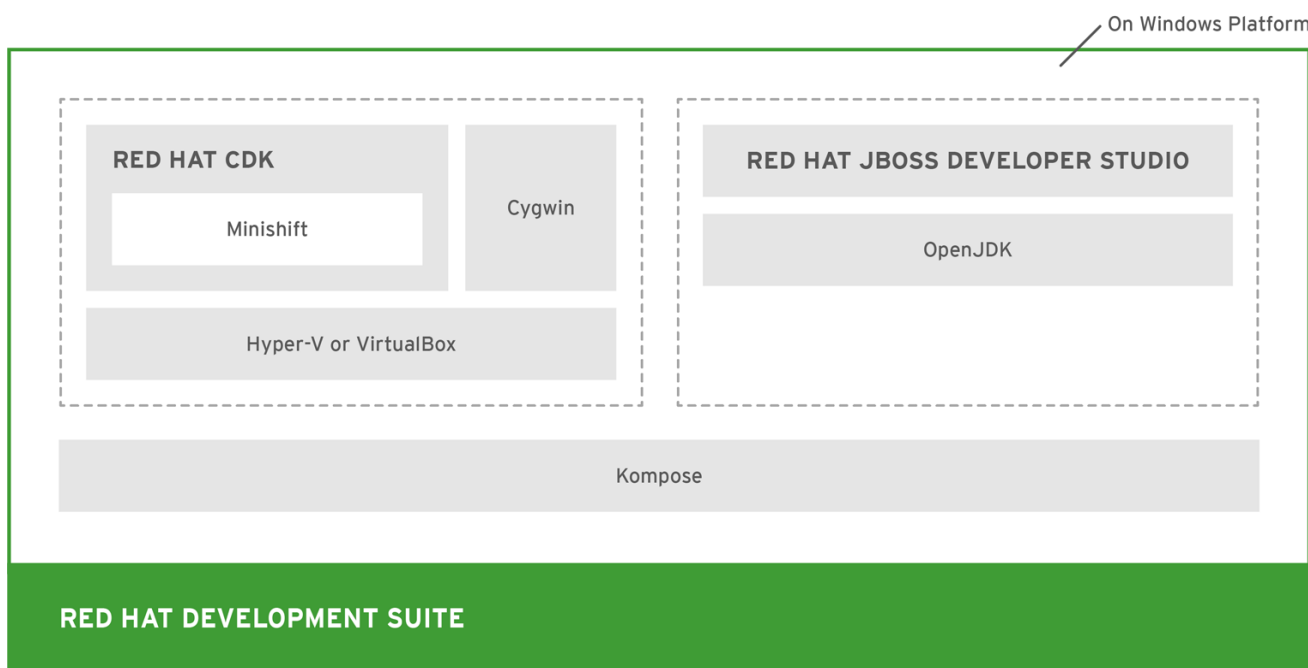 On Windows Platform
RED HAT CDK
Minishift
Cygwin
Hyper-V or VirtualBox
RED HAT JBOSS DEVELOPER STUDIO
OpenJDK
Kompose
RED HAT DEVELOPMENT SUITE